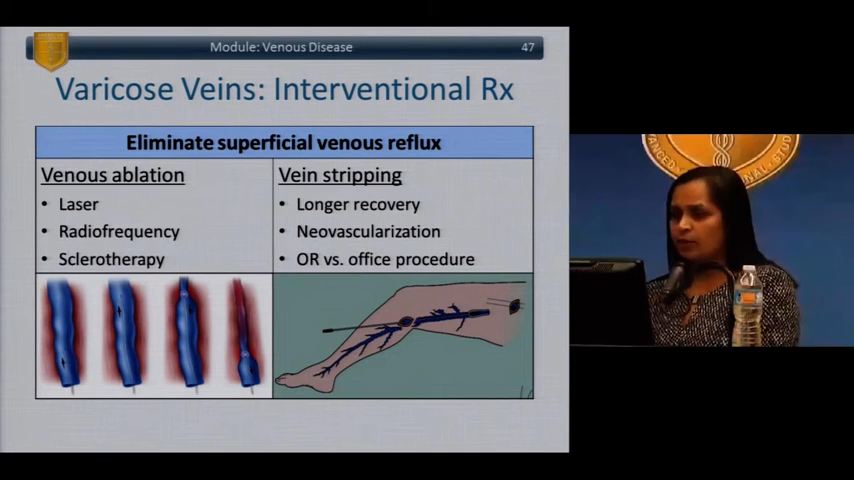 Module: Venous Disease
47
Varicose Veins: Interventional Rx
Eliminate superficial venous reflux
Venous ablation
• Laser
• Radiofrequency
• Sclerotherapy
Vein stripping
• Longer recovery
• Neovascularization
• OR vs. office procedure